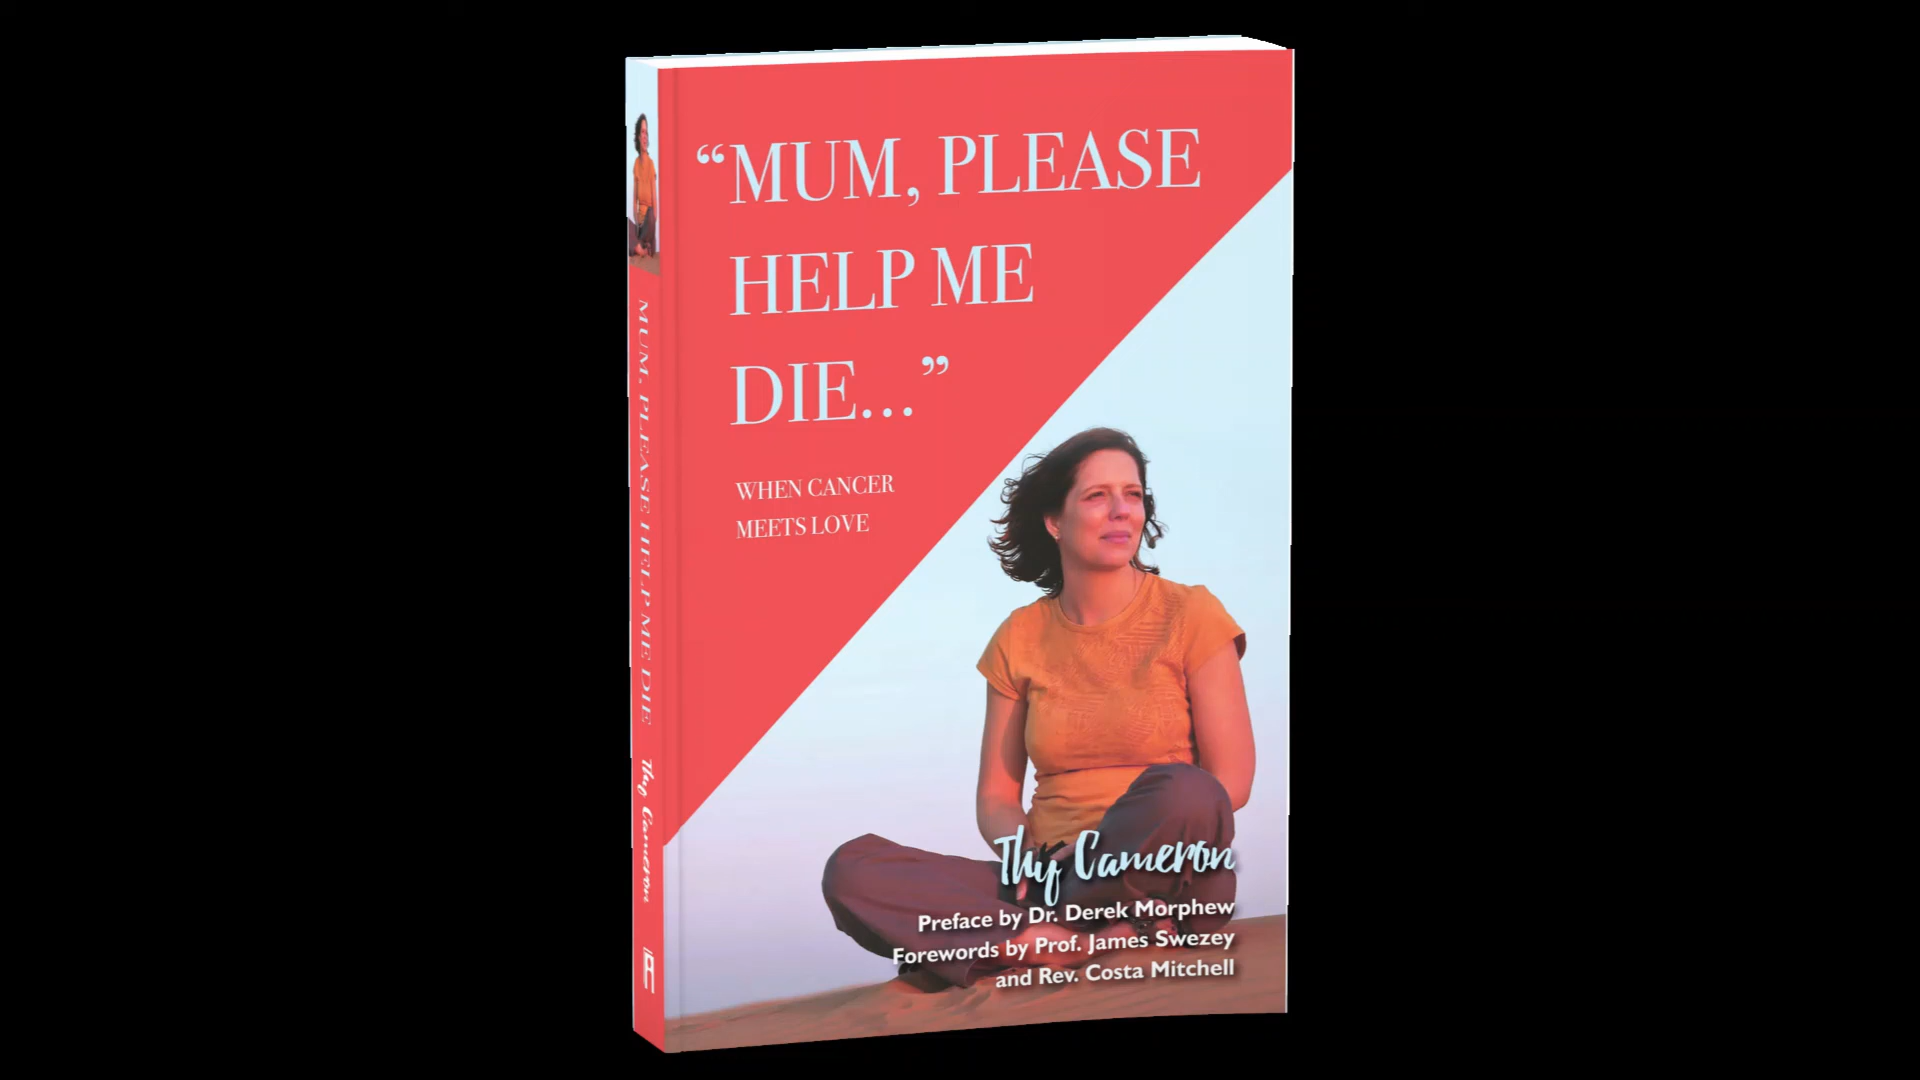 “MUM, PLEASE
HELP ME
DIE...”
WHEN CANCER
MEETS LOVE
Thy Cameron
Preface by Dr. Derek Morphew
Forewords by Prof. James Swezey
and Rev. Costa Mitchell
MUM, PLEASE HELP ME DIE Thy Cameron